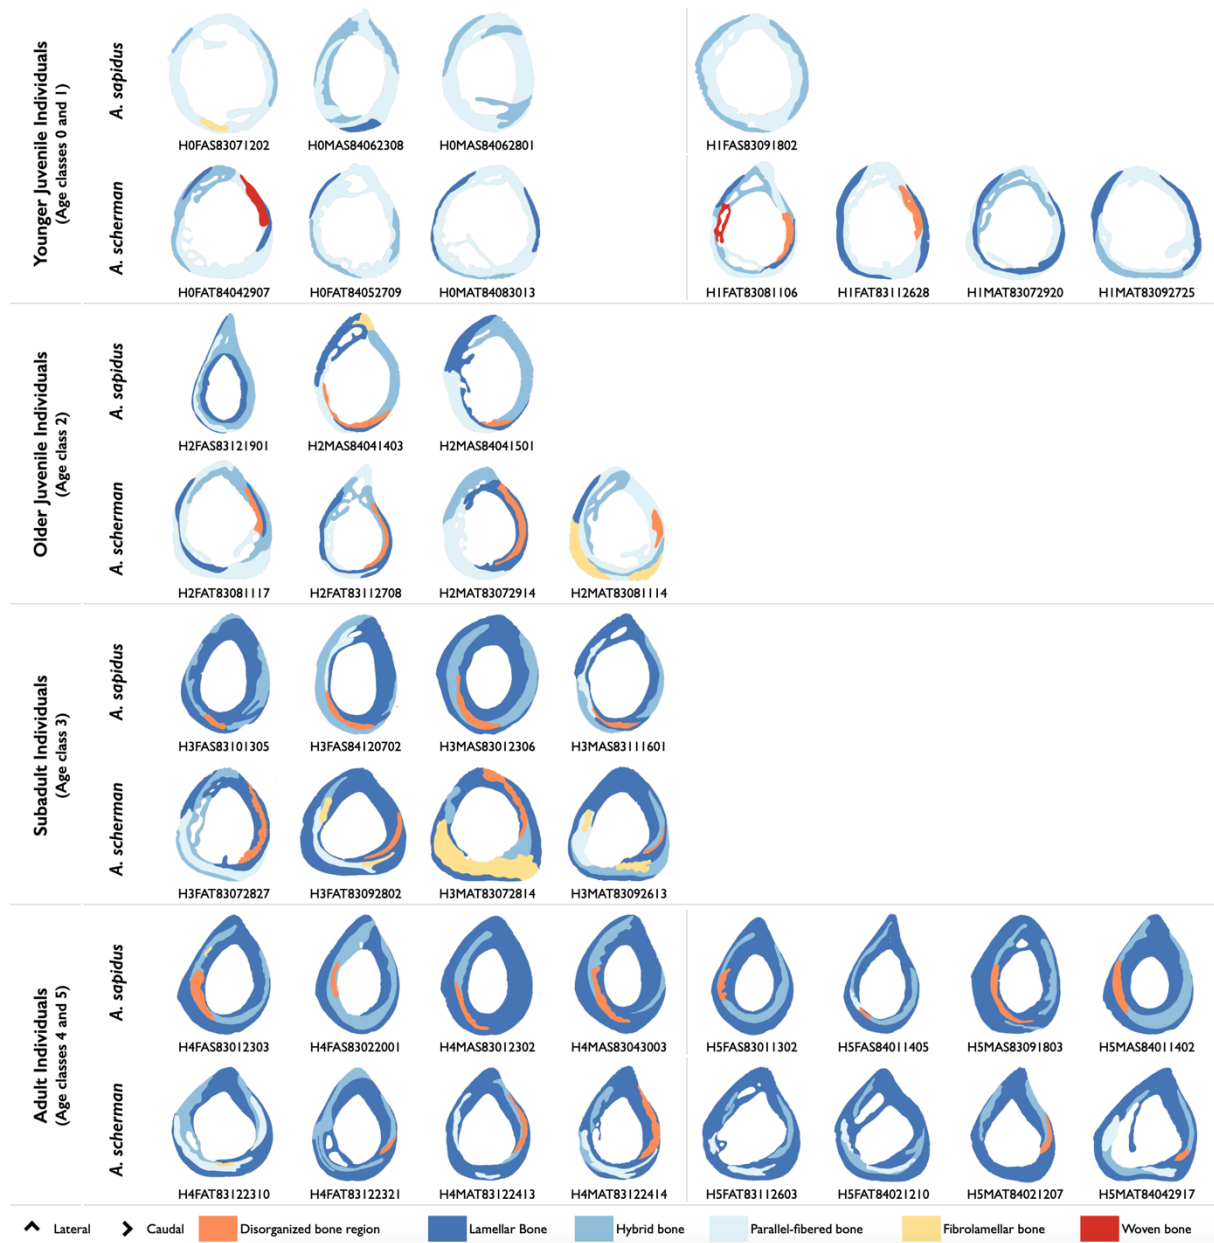 Younger Juvenile Individuals
(Age classes 0 and 1)
A. sapidus
H0FAS83071202 H0MAS84062308 H0MAS84062801 H1FAS83091802
A. scherman
H0FAT84042907 H0FAT84052709 H0MAT84083013 H1FAT83081106 H1FAT83112628 H1MAT83072920 H1MAT83092725
Older Juvenile Individuals
(Age class 2)
A. sapidus
H2FAS83121901 H2MAS84041403 H2MAS84041501
A. scherman
H2FAT83081117 H2FAT83112708 H2MAT83072914 H2MAT83081114
Subadult Individuals
(Age class 3)
A. sapidus
H3FAS83101305 H3FAS84120702 H3MAS83012306 H3MAS83111601
A. scherman
H3FAT83072827 H3FAT83092802 H3MAT83072814 H3MAT83092613
Adult Individuals
(Age classes 4 and 5)
A. sapidus
H4FAS83012303 H4FAS83022001 H4MAS83012302 H4MAS83043003 H5FAS83011302 H5FAS84011405 H5MAS83091803 H5MAS84011402
A. scherman
H4FAT83122310 H4FAT83122321 H4MAT83122413 H4MAT83122414 H5FAT83112603 H5FAT84021210 H5MAT84021207 H5MAT84042917
Lateral Caudal Disorganized bone region Lamellar Bone Hybrid bone Parallel-fibered bone Fibrolamellar bone Woven bone